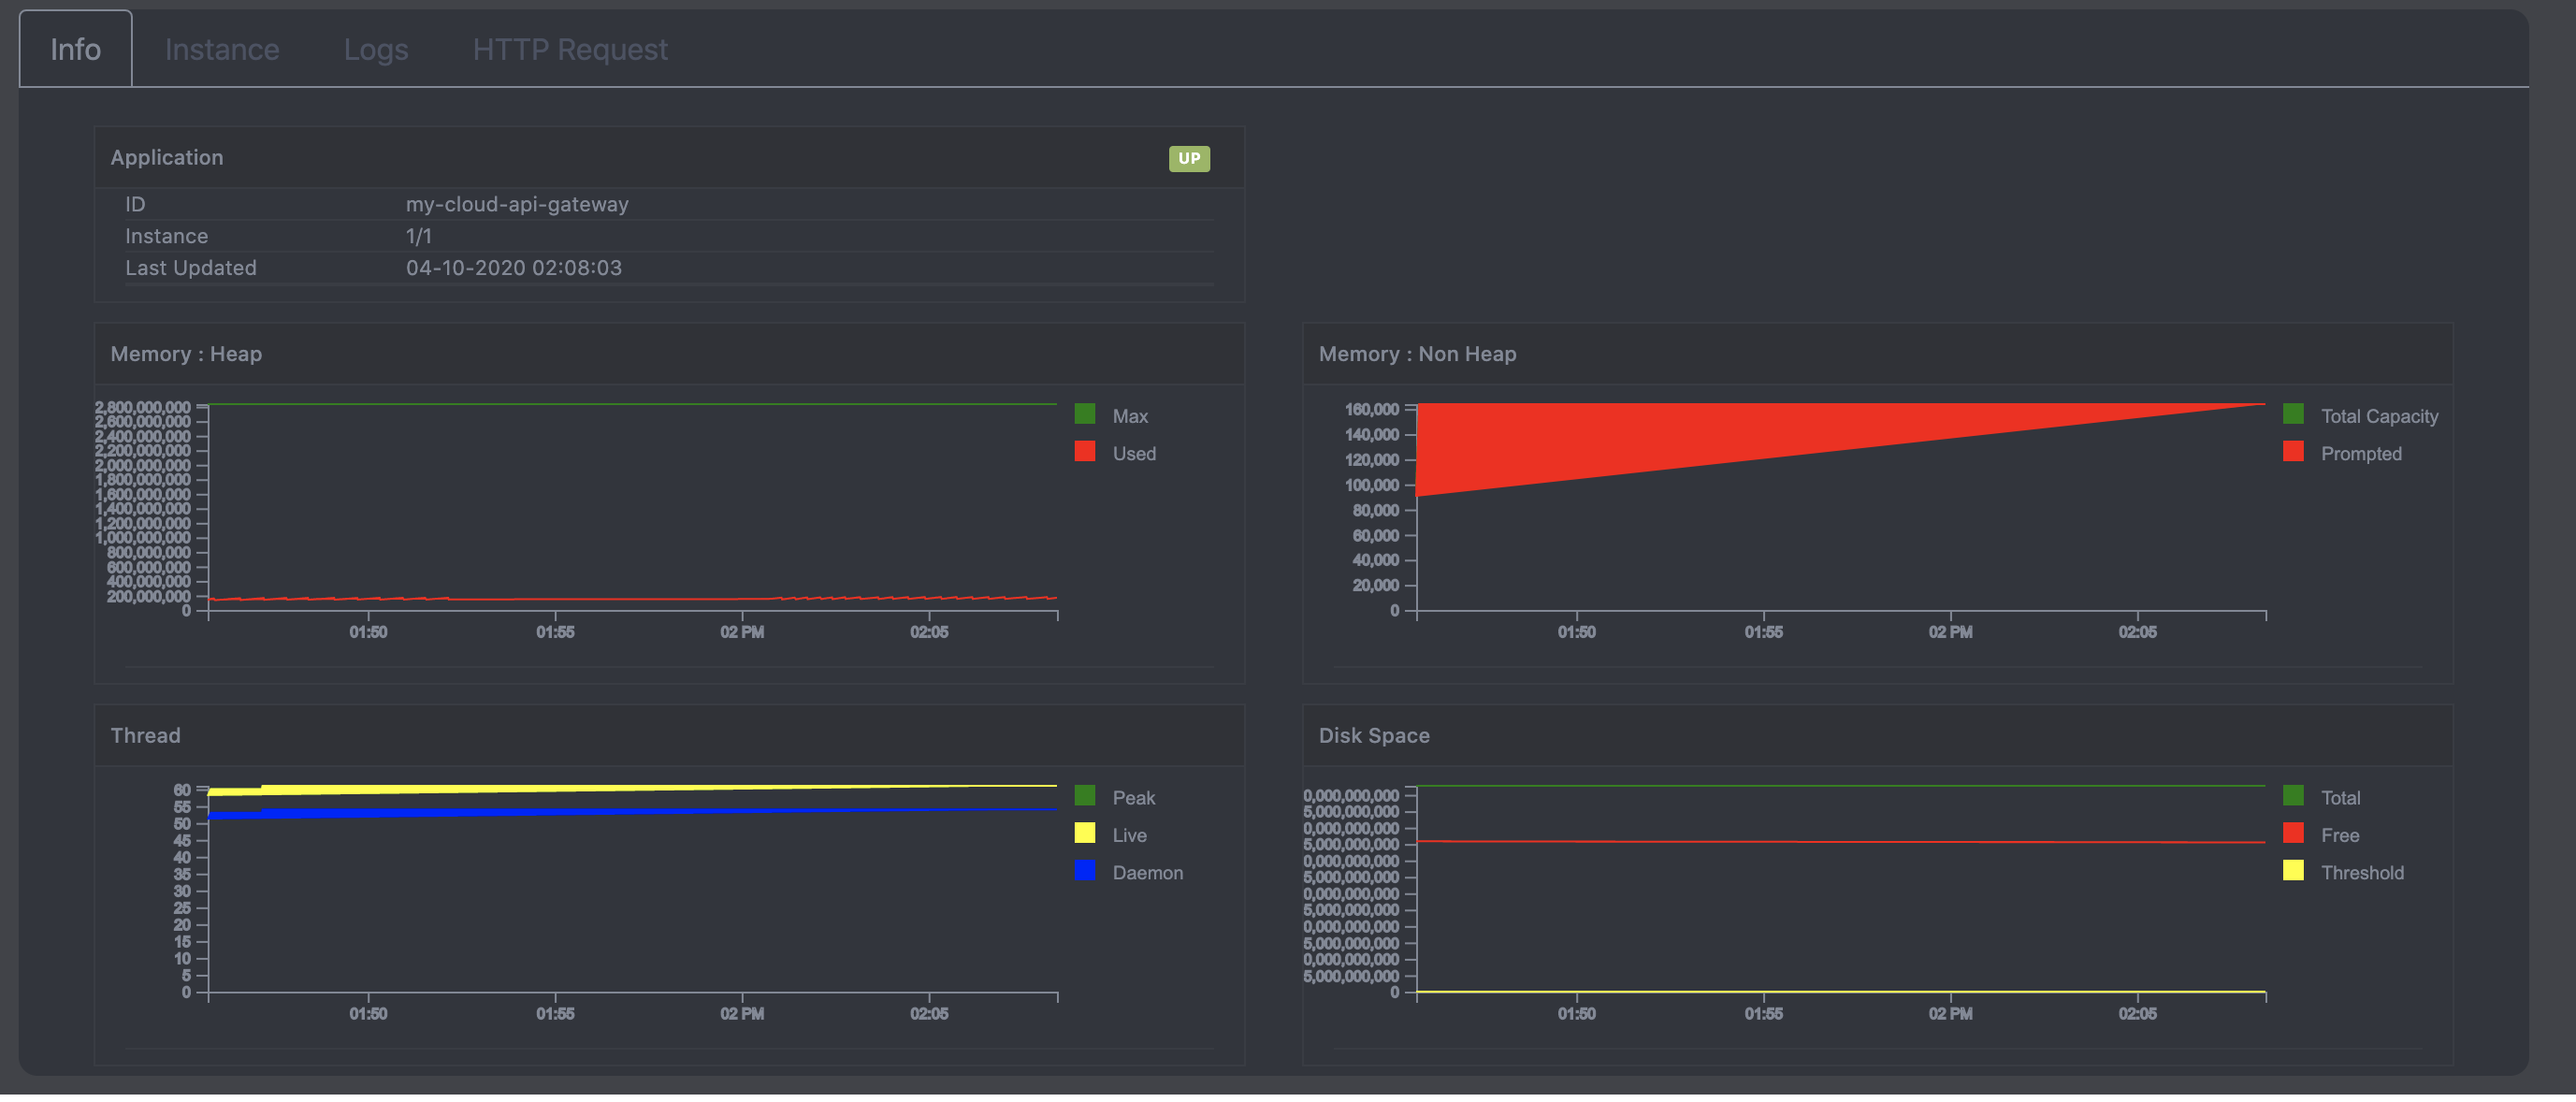 Info Instance Logs HTTP Request
Application UP
ID my-cloud-api-gateway
Instance 1/1
Last Updated 04-10-2020 02:08:03
Memory : Heap
2,800,000,000
2,600,000,000
2,400,000,000
2,200,000,000
2,000,000,000
1,800,000,000
1,600,000,000
1,400,000,000
1,200,000,000
1,000,000,000
800,000,000
600,000,000
400,000,000
200,000,000
0
01:50 01:55 02 PM 02:05
Max
Used
Memory : Non Heap
160,000
140,000
120,000
100,000
80,000
60,000
40,000
20,000
0
01:50 01:55 02 PM 02:05
Total Capacity
Prompted
Thread
60
55
50
45
40
35
30
25
20
15
10
5
0
01:50 01:55 02 PM 02:05
Peak
Live
Daemon
Disk Space
0,000,000,000
5,000,000,000
0,000,000,000
5,000,000,000
0,000,000,000
5,000,000,000
0,000,000,000
5,000,000,000
0,000,000,000
5,000,000,000
0,000,000,000
5,000,000,000
0
01:50 01:55 02 PM 02:05
Total
Free
Threshold